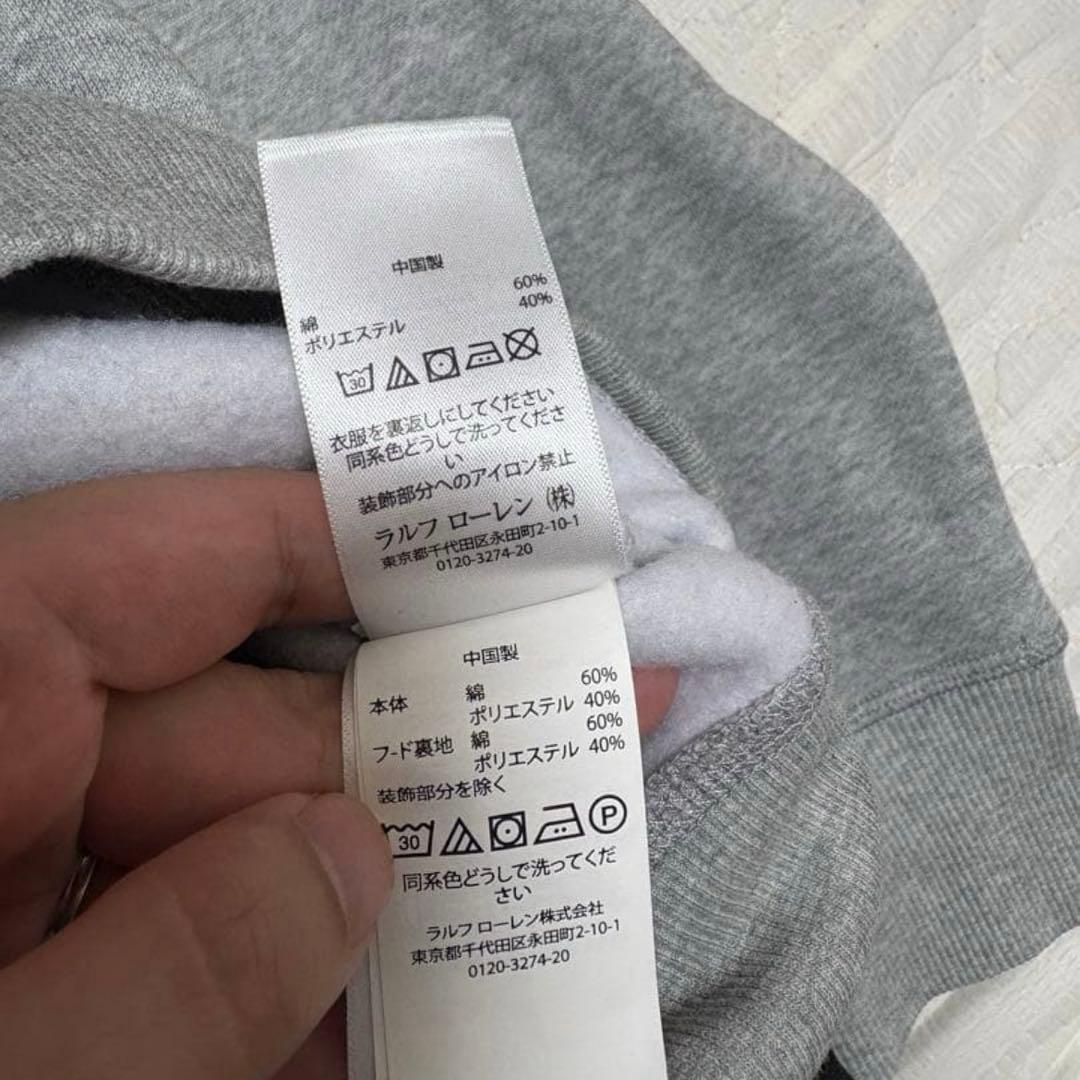 中国製
綿 60%
ポリエステル 40%
30
衣服を裏返しにしてください
同系色どうしで洗ってくださ
い
装飾部分へのアイロン禁止
ラルフ ローレン (株)
東京都千代田区永田町2-10-1
0120-3274-20
中国製
本体 綿 60%
ポリエステル 40%
フ-ド裏地 綿 60%
ポリエステル 40%
装飾部分を除く
30 P
同系色どうしで洗ってくだ
さい
ラルフ ローレン株式会社
東京都千代田区永田町2-10-1
0120-3274-20